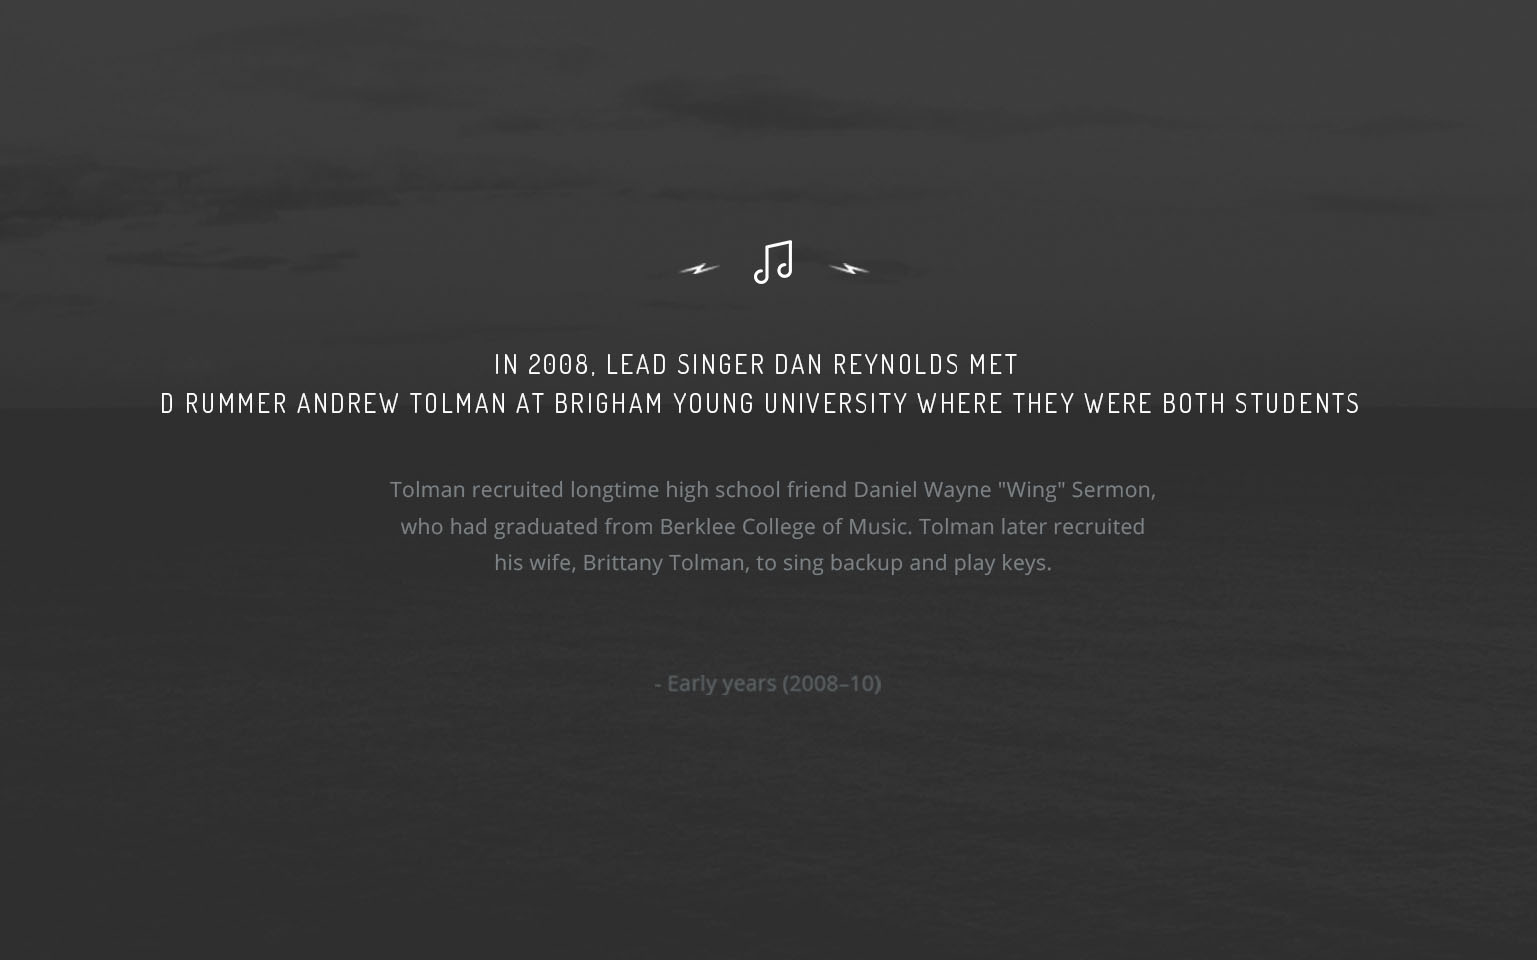 IN 2008, LEAD SINGER DAN REYNOLDS MET
D RUMMER ANDREW TOLMAN AT BRIGHAM YOUNG UNIVERSITY WHERE THEY WERE BOTH STUDENTS
Tolman recruited longtime high school friend Daniel Wayne "Wing" Sermon,
who had graduated from Berklee College of Music. Tolman later recruited
his wife, Brittany Tolman, to sing backup and play keys.
- Early years (2008–10)